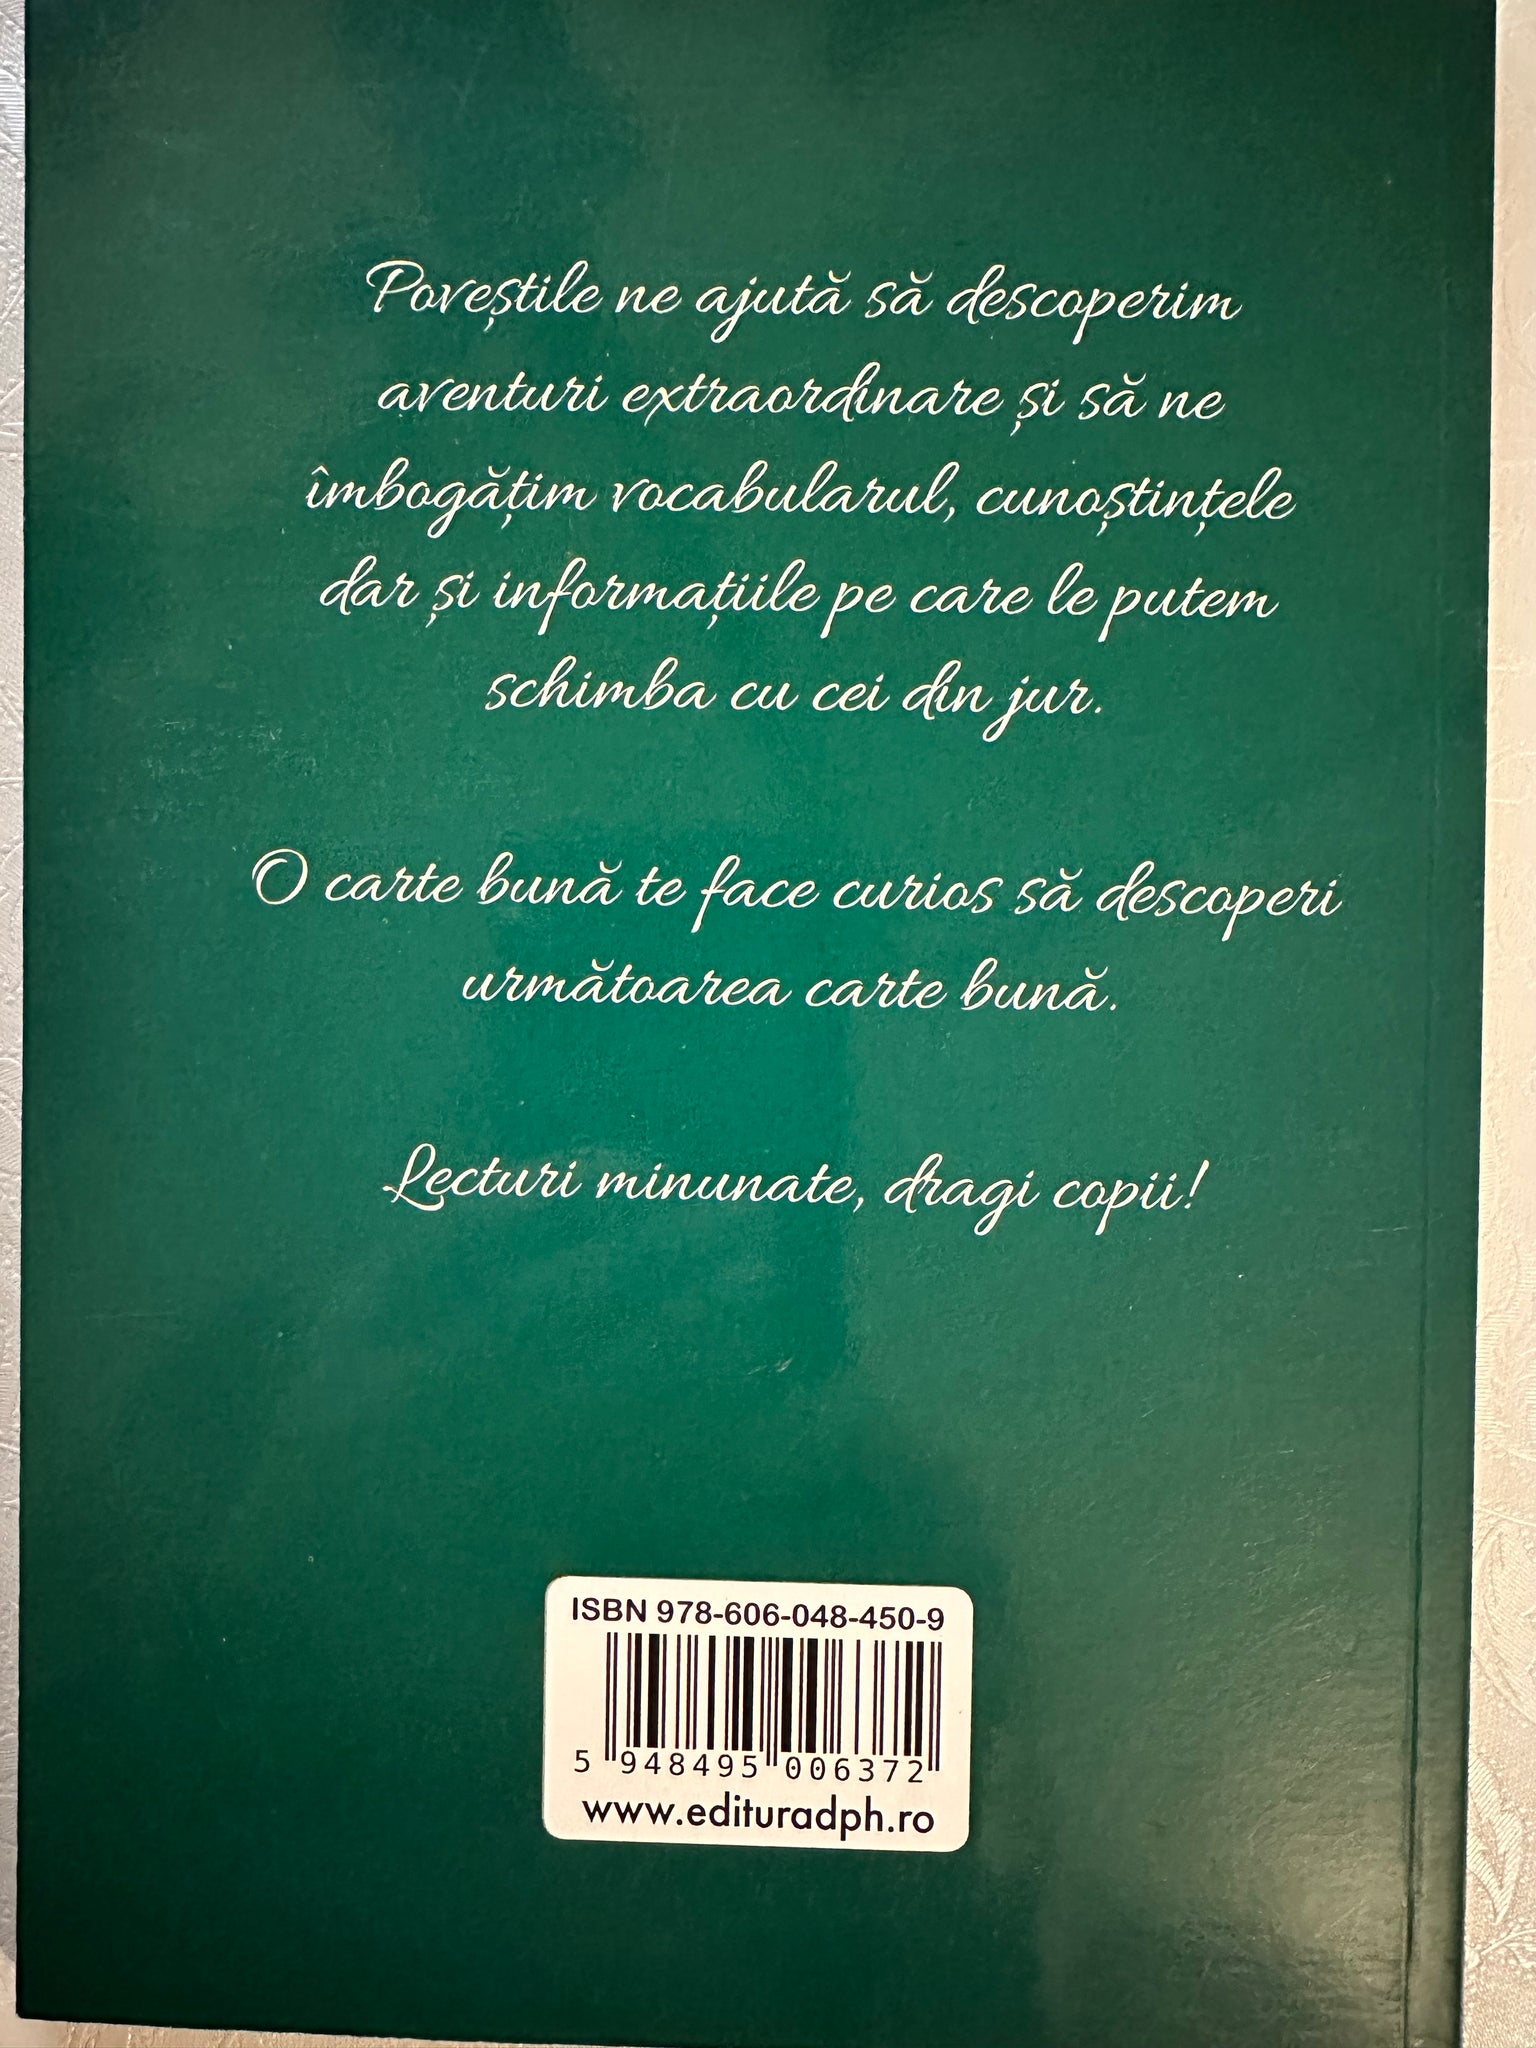 Poveștile ne ajută să descoperim
aventuri extraordinare și să ne
îmbogățim vocabularul, cunoștințele
dar și informațiile pe care le putem
schimba cu cei din jur.
O carte bună te face curios să descoperi
următoarea carte bună.
Lecturi minunate, dragi copii!
ISBN 978-606-048-450-9
5 948495 006372
www.edituradph.ro